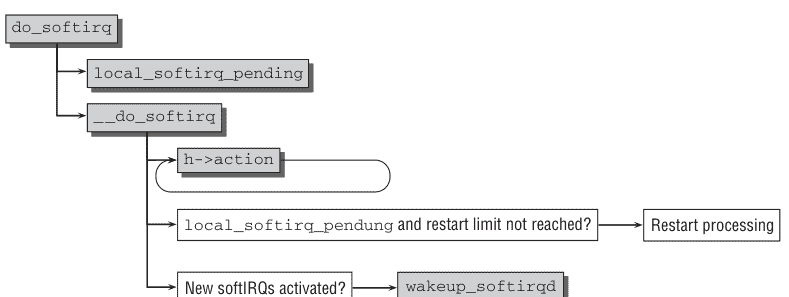 do_softirq
local_softirq_pending
__do_softirq
h->action
local_softirq_pendung and restart limit not reached?
Restart processing
New softIRQs activated?
wakeup_softirqd